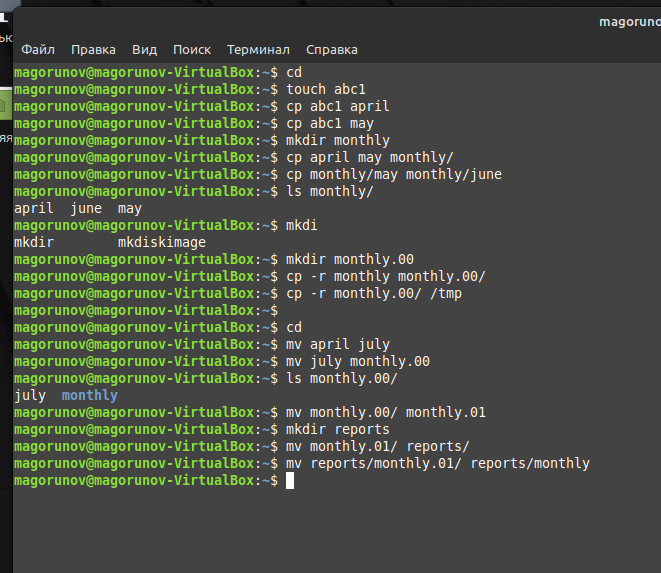 magoruno
Файл Правка Вид Поиск Терминал Справка
magorunov@magorunov-VirtualBox:~$ cd
magorunov@magorunov-VirtualBox:~$ touch abc1
magorunov@magorunov-VirtualBox:~$ cp abc1 april
magorunov@magorunov-VirtualBox:~$ cp abc1 may
magorunov@magorunov-VirtualBox:~$ mkdir monthly
magorunov@magorunov-VirtualBox:~$ cp april may monthly/
magorunov@magorunov-VirtualBox:~$ cp monthly/may monthly/june
magorunov@magorunov-VirtualBox:~$ ls monthly/
april  june  may
magorunov@magorunov-VirtualBox:~$ mkdi
mkdir        mkdiskimage
magorunov@magorunov-VirtualBox:~$ mkdir monthly.00
magorunov@magorunov-VirtualBox:~$ cp -r monthly monthly.00/
magorunov@magorunov-VirtualBox:~$ cp -r monthly.00/ /tmp
magorunov@magorunov-VirtualBox:~$
magorunov@magorunov-VirtualBox:~$ cd
magorunov@magorunov-VirtualBox:~$ mv april july
magorunov@magorunov-VirtualBox:~$ mv july monthly.00
magorunov@magorunov-VirtualBox:~$ ls monthly.00/
july  monthly
magorunov@magorunov-VirtualBox:~$ mv monthly.00/ monthly.01
magorunov@magorunov-VirtualBox:~$ mkdir reports
magorunov@magorunov-VirtualBox:~$ mv monthly.01/ reports/
magorunov@magorunov-VirtualBox:~$ mv reports/monthly.01/ reports/monthly
magorunov@magorunov-VirtualBox:~$